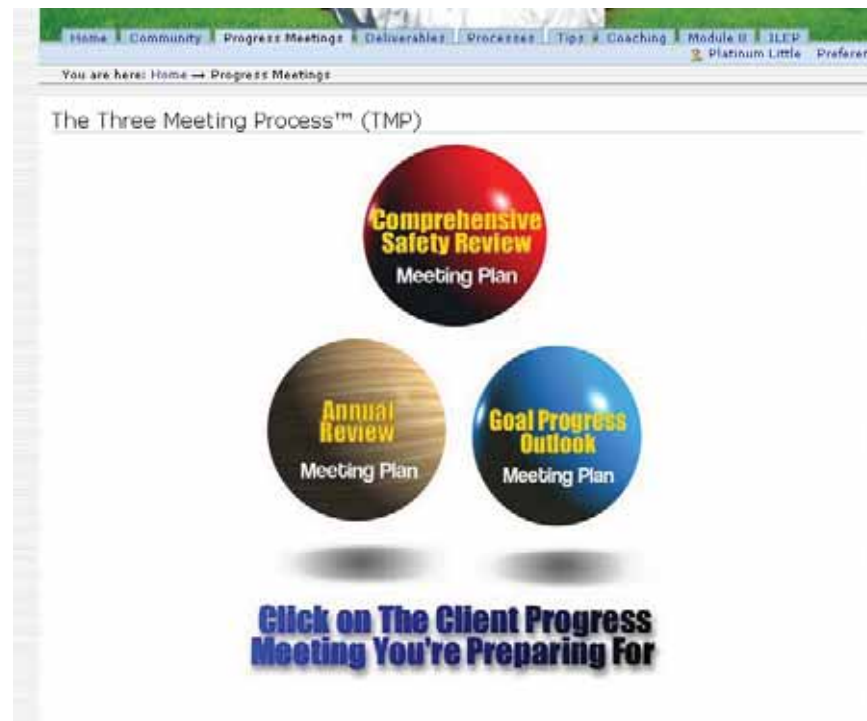 Home Community Progress Meetings Deliverables Processes Tips Coaching Module II ILEP
Platinum Little
You are here: Home → Progress Meetings
The Three Meeting Process™ (TMP)
Comprehensive
Safety Review
Meeting Plan
Annual
Review
Meeting Plan
Goal Progress
Outlook
Meeting Plan
Click on The Client Progress
Meeting You're Preparing For